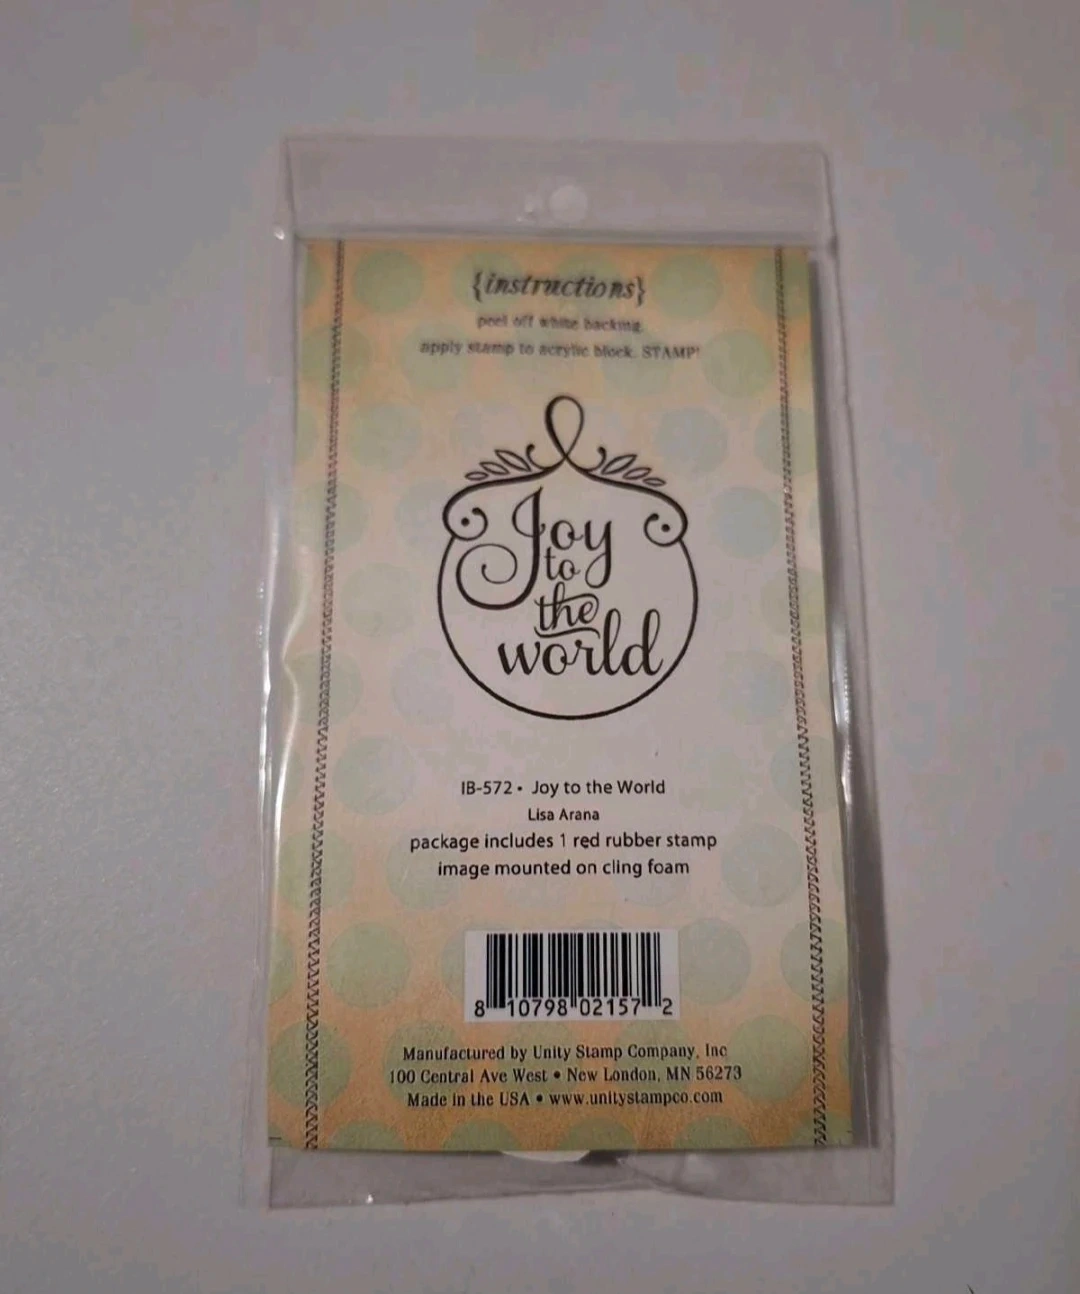 {instructions}
peel off white backing.
apply stamp to acrylic block. STAMP!
Joy
to
the
world
IB-572 • Joy to the World
Lisa Arana
package includes 1 red rubber stamp
image mounted on cling foam
8 10798 02157 2
Manufactured by Unity Stamp Company, Inc
100 Central Ave West • New London, MN 56273
Made in the USA • www.unitystampco.com